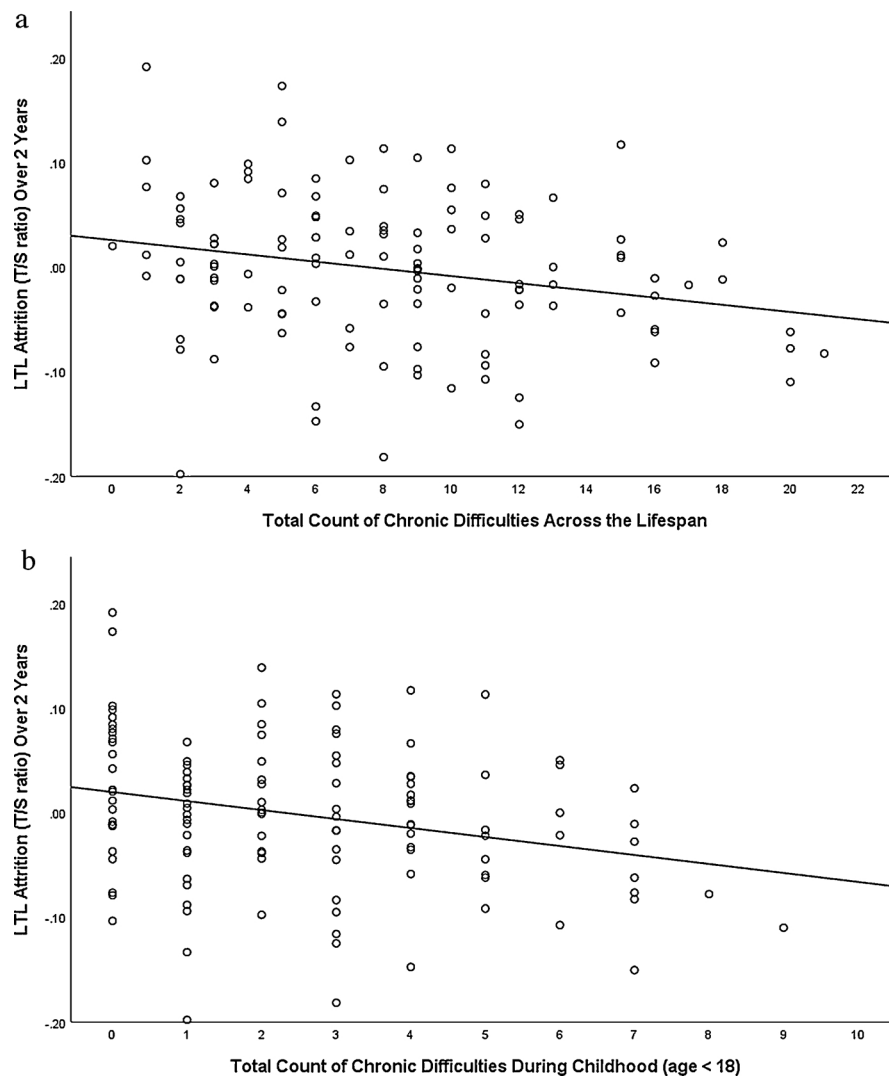 a
LTL Attrition (T/S ratio) Over 2 Years
.20
.10
.00
-.10
-.20
0 2 4 6 8 10 12 14 16 18 20 22
Total Count of Chronic Difficulties Across the Lifespan
b
LTL Attrition (T/S ratio) Over 2 Years
.20
.10
.00
-.10
-.20
0 1 2 3 4 5 6 7 8 9 10
Total Count of Chronic Difficulties During Childhood (age < 18)